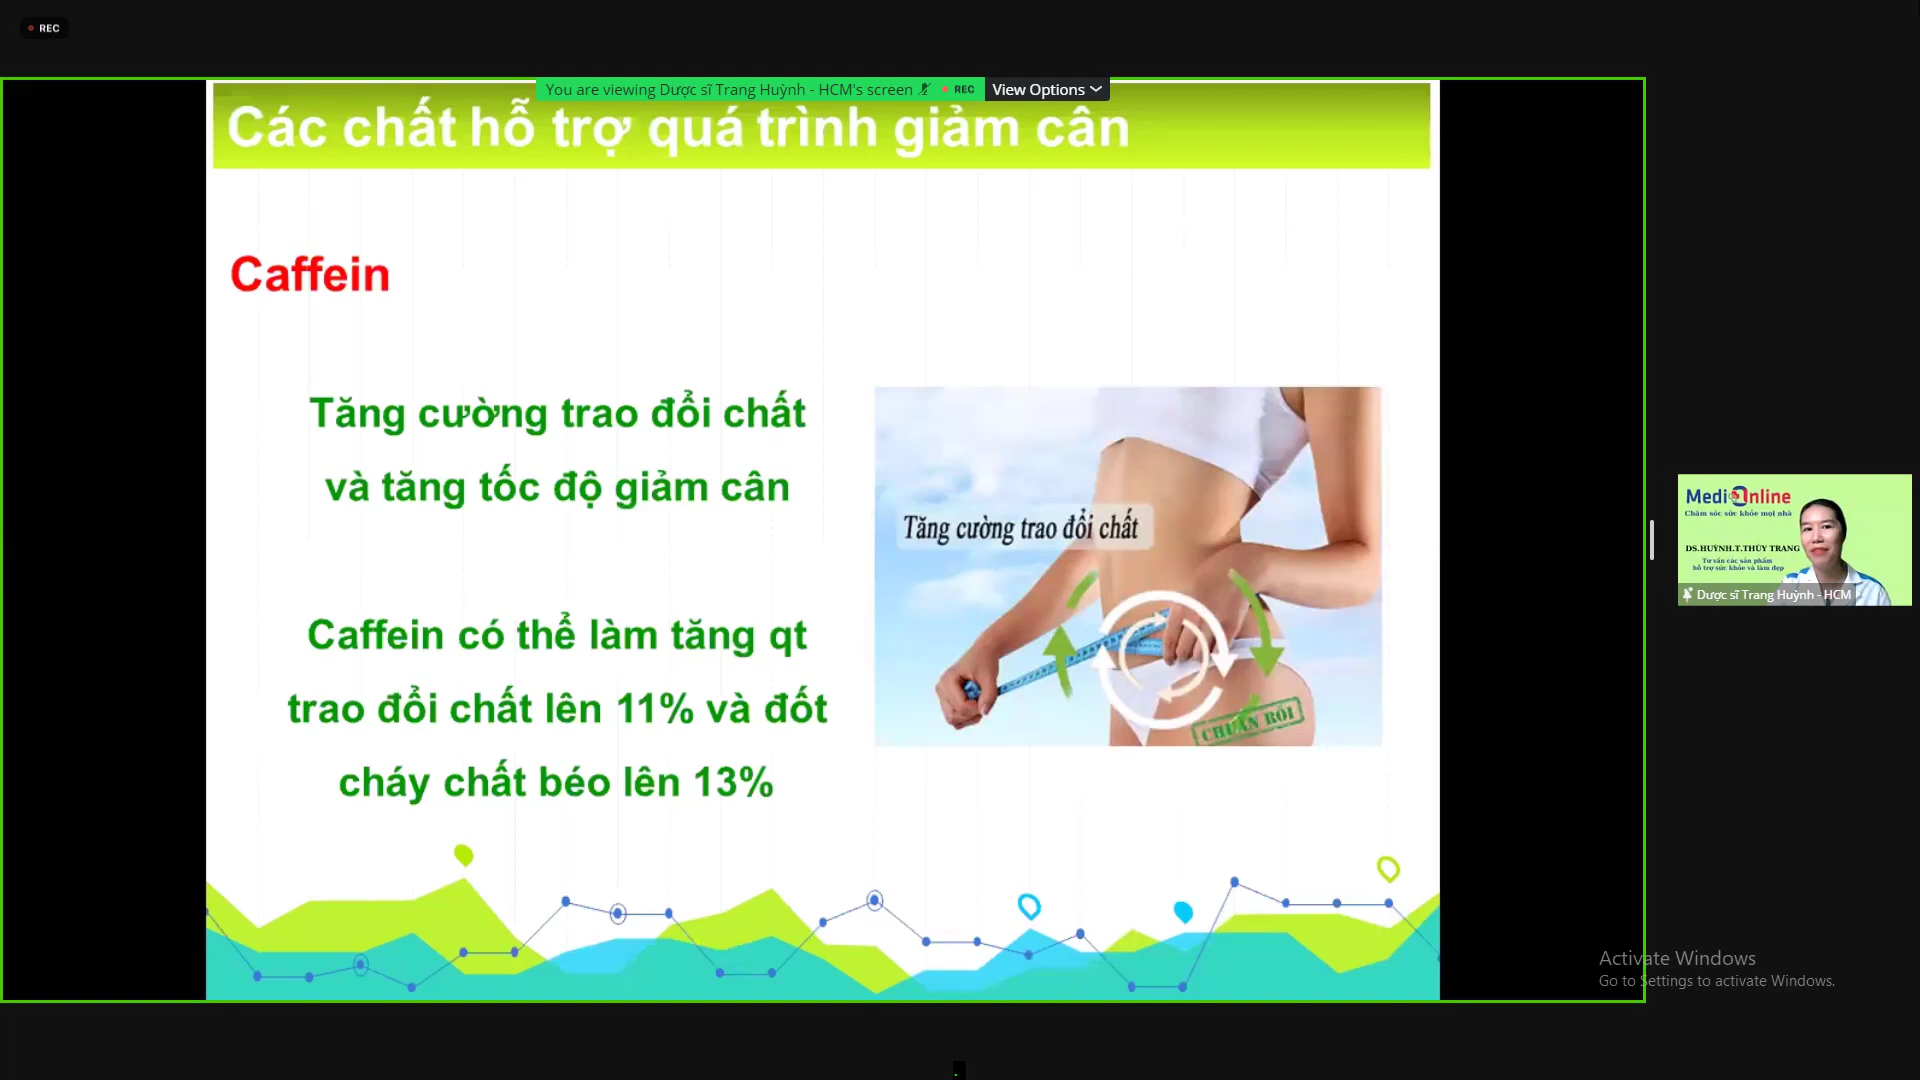 REC
You are viewing Dược sĩ Trang Huỳnh - HCM's screen
REC
View Options
Các chất hỗ trợ quá trình giảm cân
Caffein
Tăng cường trao đổi chất
và tăng tốc độ giảm cân
Caffein có thể làm tăng qt
trao đổi chất lên 11% và đốt
cháy chất béo lên 13%
Tăng cường trao đổi chất
CHUẨN RỒI
MediOnline
Chăm sóc sức khỏe mọi nhà
DS.HUỲNH.T.THÙY TRANG
Tư vấn các sản phẩm
hỗ trợ sức khỏe và làm đẹp
Dược sĩ Trang Huỳnh - HCM
Activate Windows
Go to Settings to activate Windows.